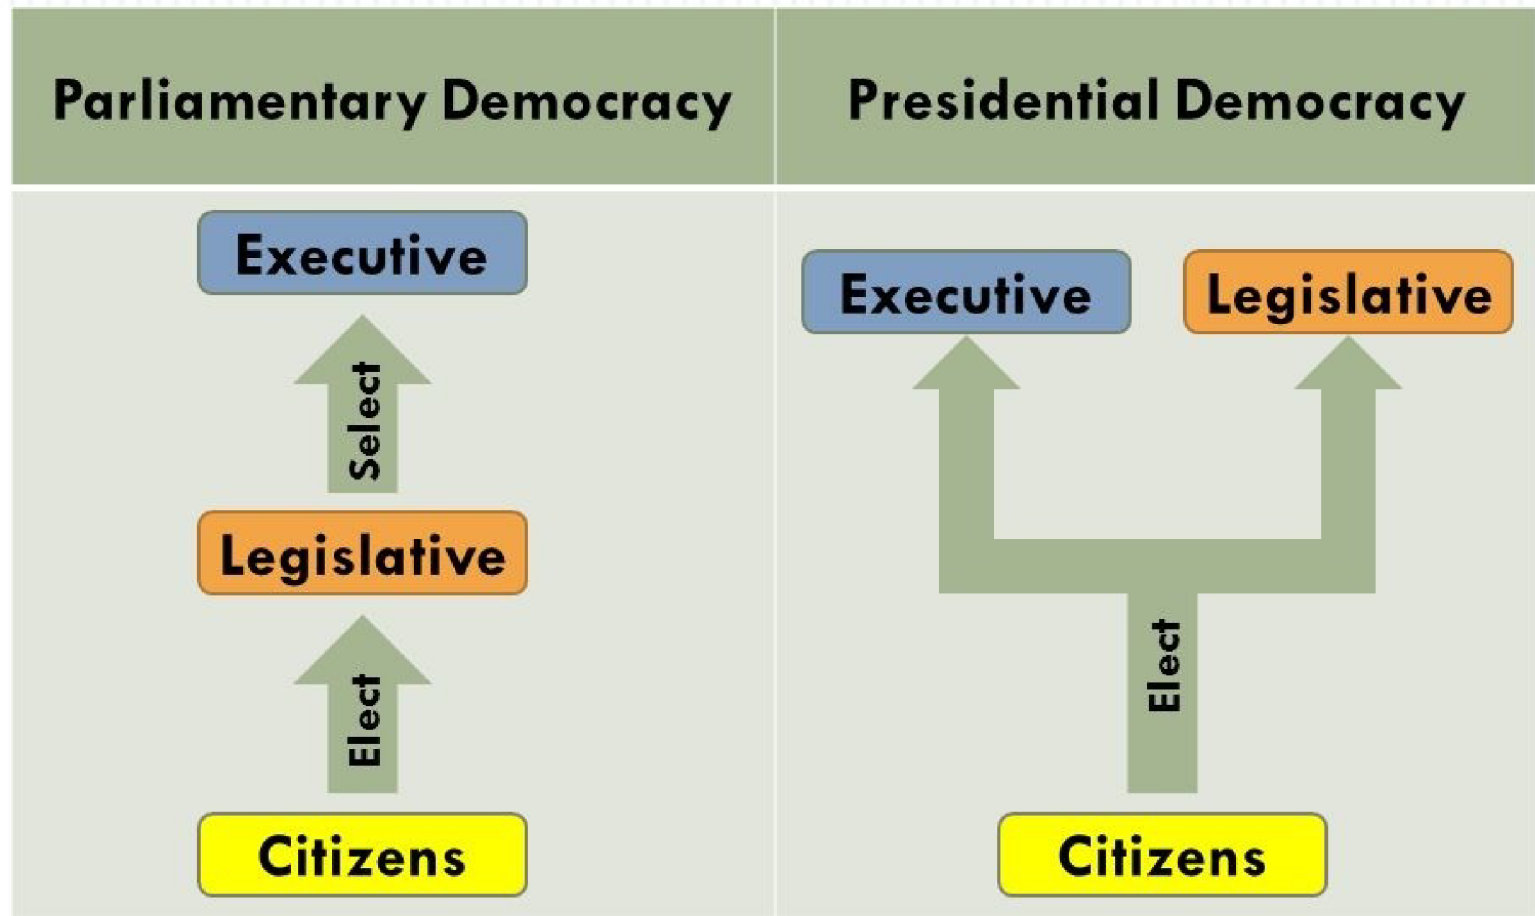 Parliamentary Democracy
Presidential Democracy
Executive
Select
Legislative
Elect
Citizens
Executive
Legislative
Elect
Citizens